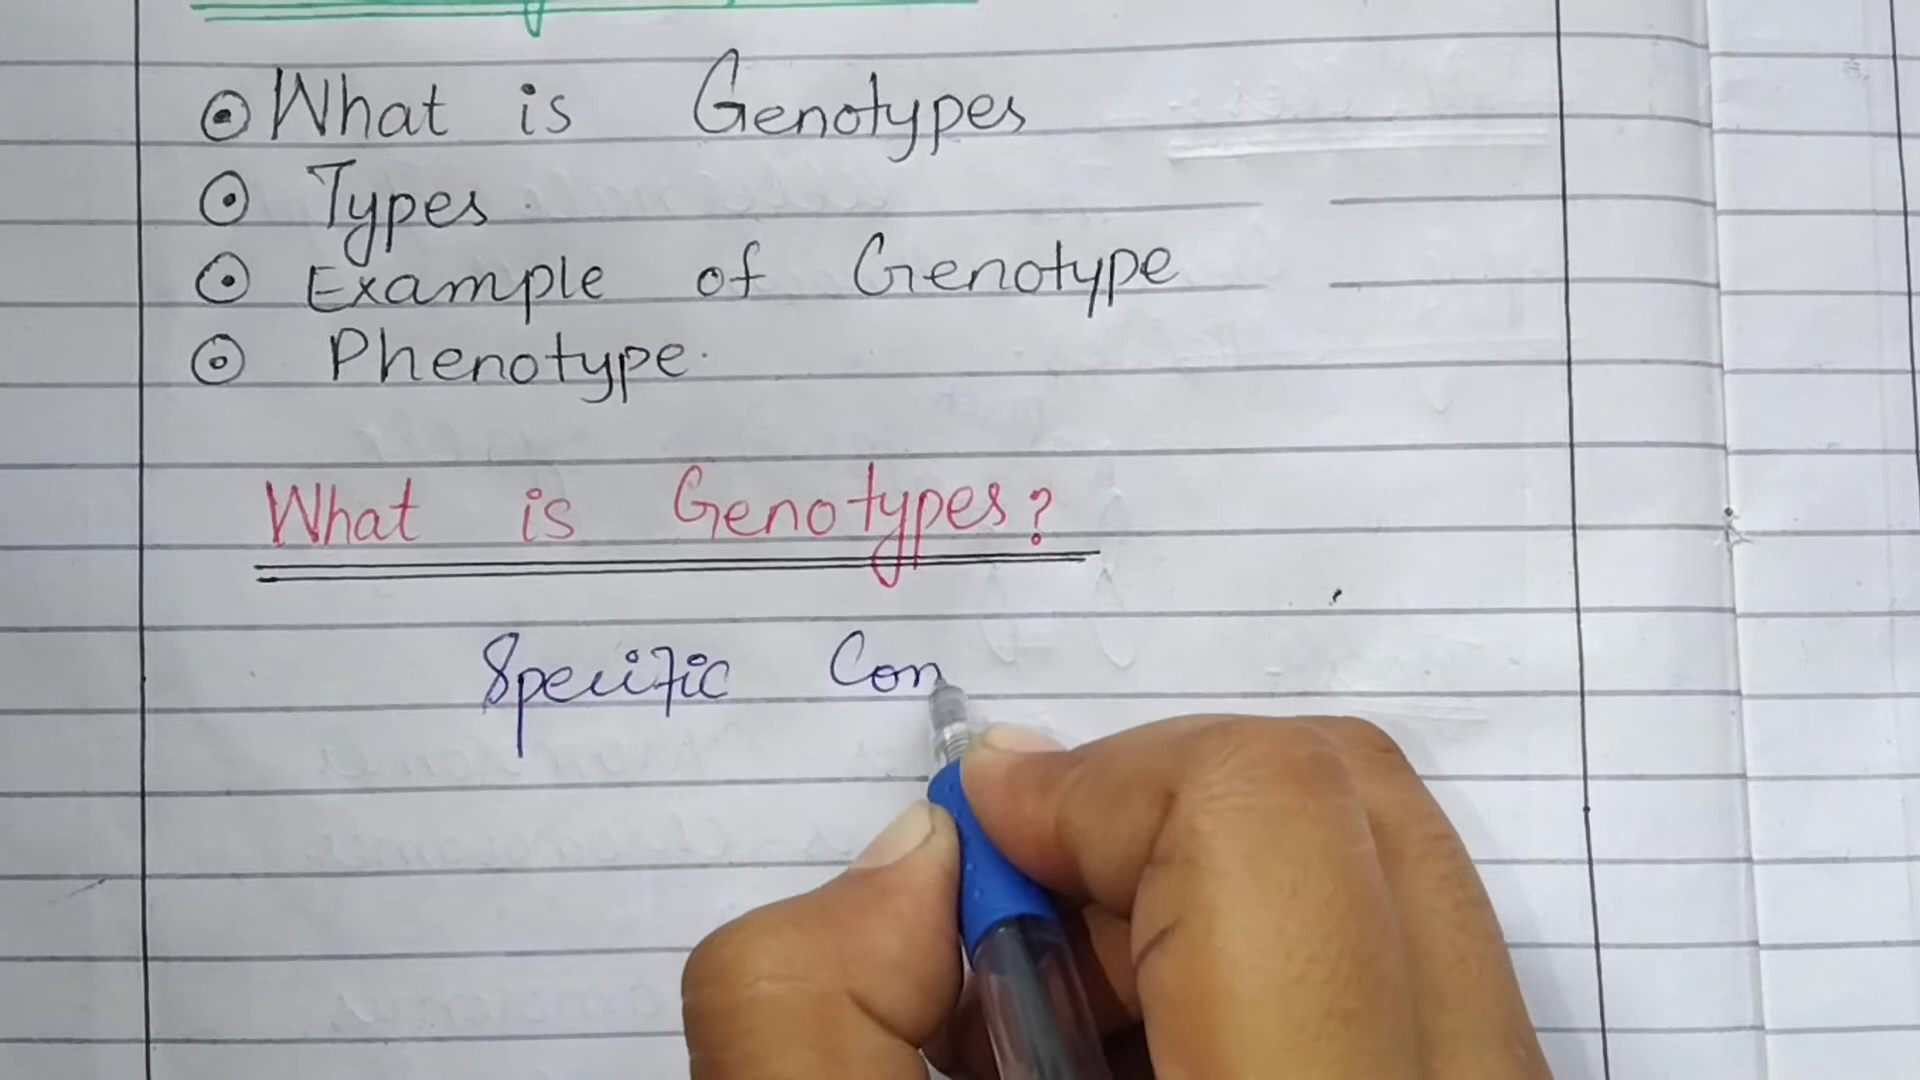 What is Genotypes
Types.
Example of Genotype
Phenotype.
What is Genotypes?
Specific Con